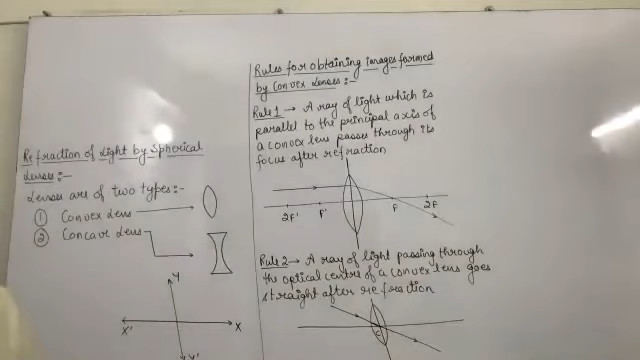 Refraction of Light by Spherical
Lenses:-
Lenses are of two types:-
① Convex Lens
② Concave Lens
Y
X'
X
Y'
Rules for obtaining images formed
by Convex Lenses:-
Rule 1 → A ray of light which is
parallel to the principal axis of
a convex lens passes through its
focus after refraction
2F' F' F 2F
Rule 2 → A ray of light passing through
the optical centre of a convex lens goes
straight after refraction
C